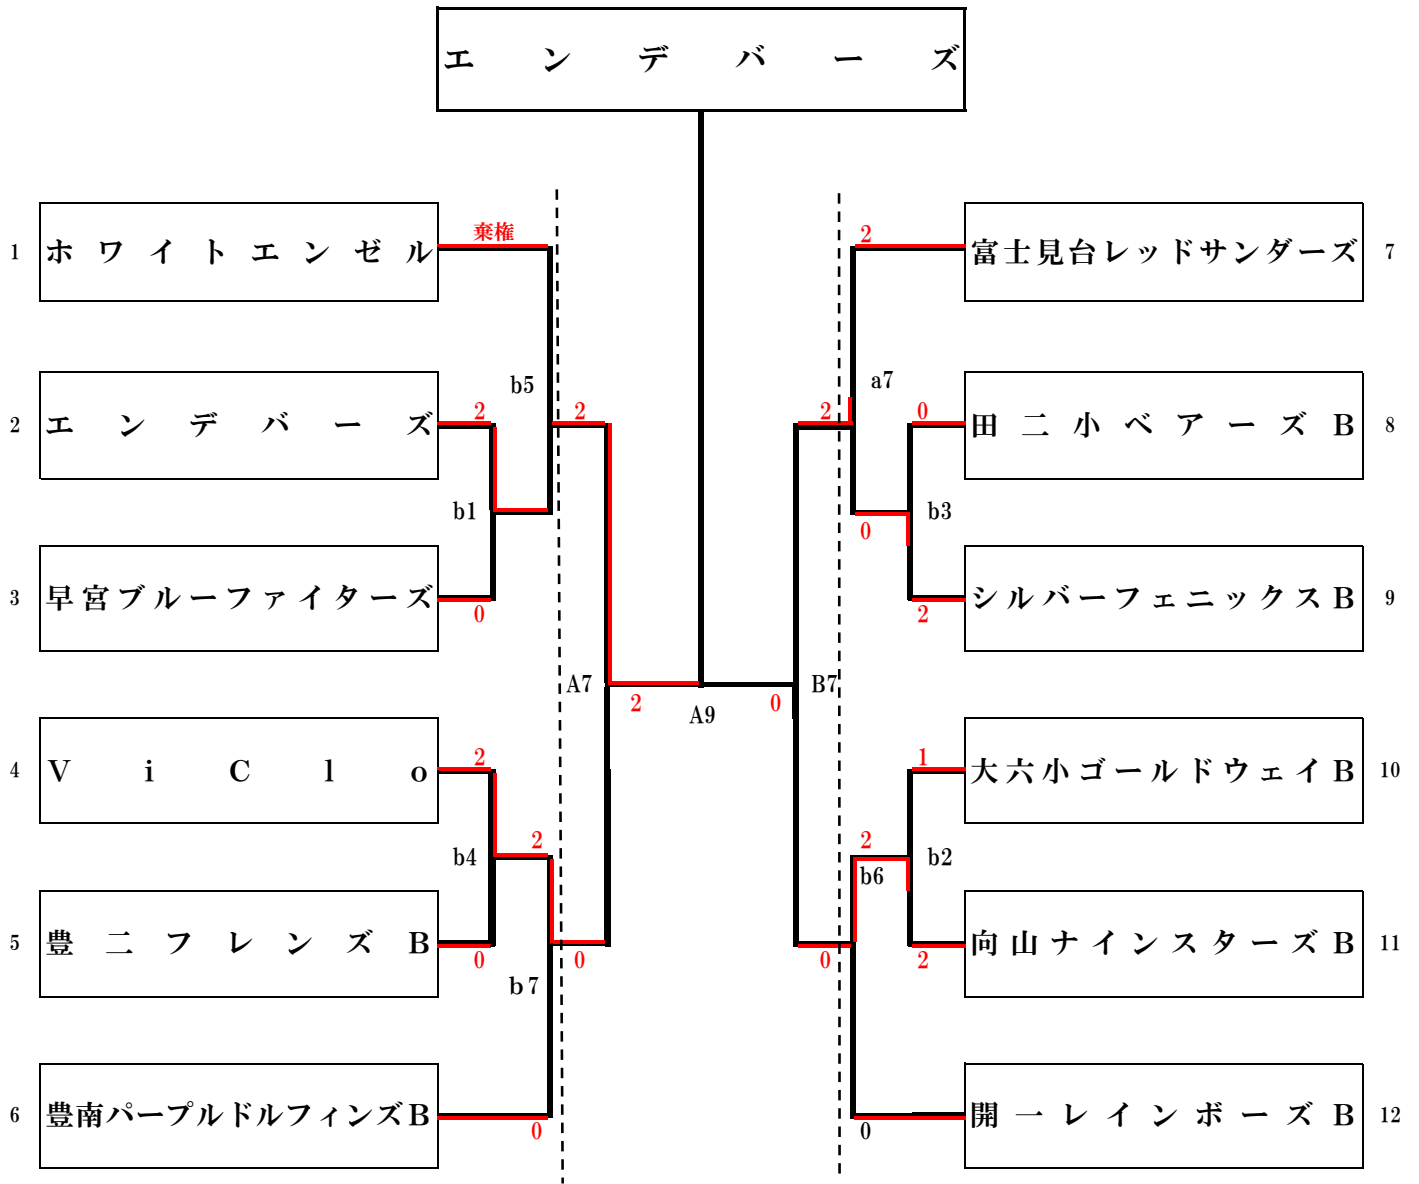 エンデバーズ
棄権
1 ホワイトエンゼル
2 富士見台レッドサンダーズ 7
b5 a7
2 2 2 0
2 エンデバーズ
田二小ベアーズB 8
b1 b3
0
3 早宮ブルーファイターズ
シルバーフェニックスB 9
0 2
A7 B7
2 A9 0
4 ViClo
2 1
大六小ゴールドウェイB 10
2 2
b4 b6 b2
5 豊二フレンズB
向山ナインスターズB 11
0 0 0 2
b7
6 豊南パープルドルフィンズB
開一レインボーズB 12
0 0